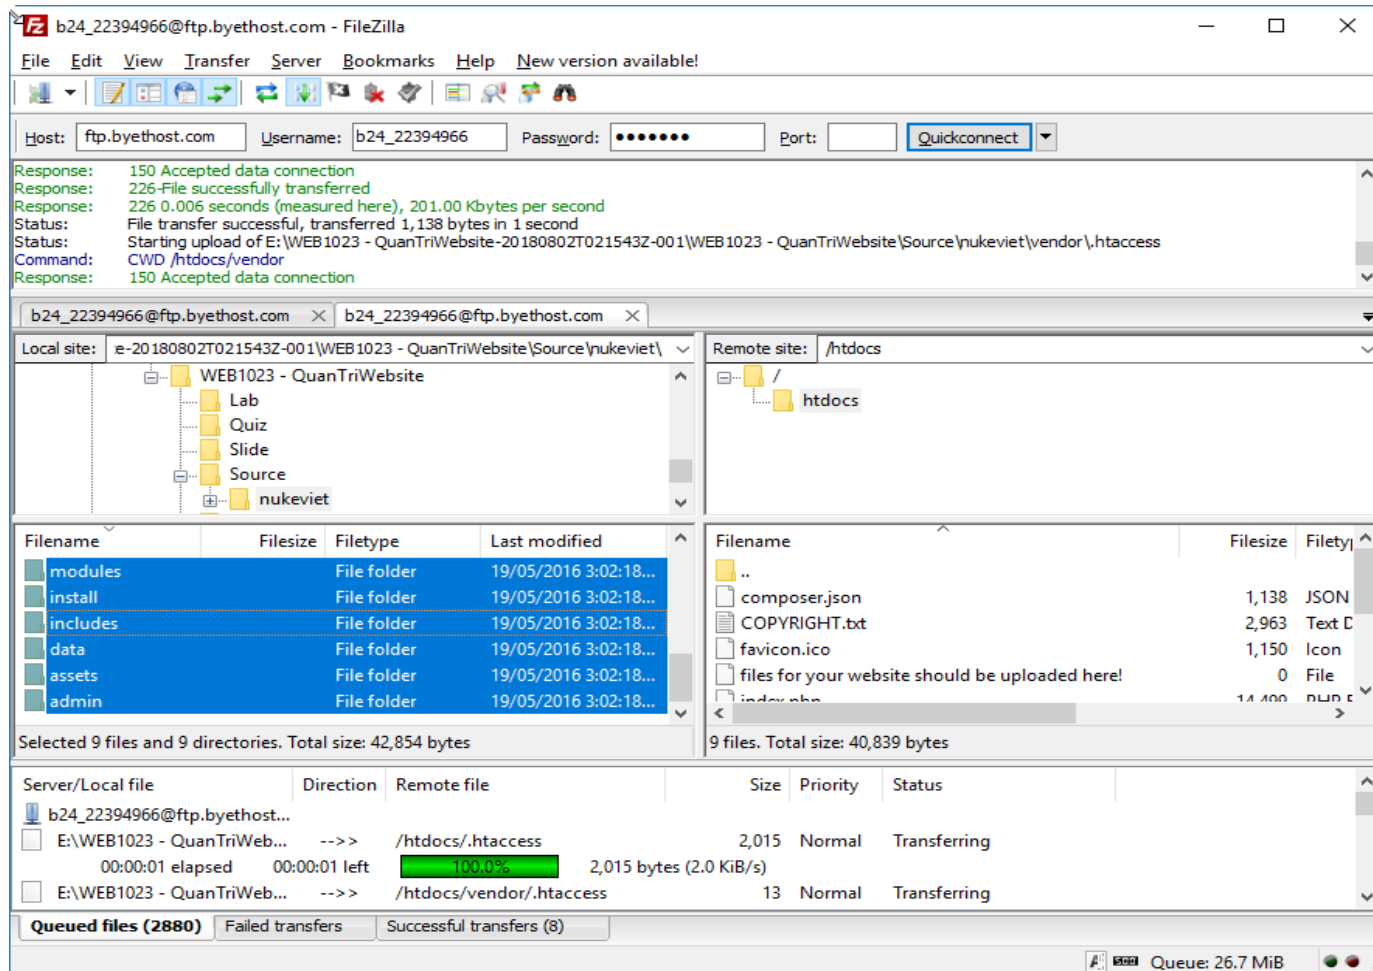 b24_22394966@ftp.byethost.com - FileZilla
File Edit View Transfer Server Bookmarks Help New version available!
Host: ftp.byethost.com Username: b24_22394966 Password: ●●●●●●● Port: Quickconnect
Response: 150 Accepted data connection
Response: 226-File successfully transferred
Response: 226 0.006 seconds (measured here), 201.00 Kbytes per second
Status: File transfer successful, transferred 1,138 bytes in 1 second
Status: Starting upload of E:\WEB1023 - QuanTriWebsite-20180802T021543Z-001\WEB1023 - QuanTriWebsite\Source\nukeviet\vendor\.htaccess
Command: CWD /htdocs/vendor
Response: 150 Accepted data connection
b24_22394966@ftp.byethost.com b24_22394966@ftp.byethost.com
Local site: e-20180802T021543Z-001\WEB1023 - QuanTriWebsite\Source\nukeviet\ Remote site: /htdocs
WEB1023 - QuanTriWebsite
Lab
Quiz
Slide
Source
nukeviet
/
htdocs
Filename Filesize Filetype Last modified
modules File folder 19/05/2016 3:02:18...
install File folder 19/05/2016 3:02:18...
includes File folder 19/05/2016 3:02:18...
data File folder 19/05/2016 3:02:18...
assets File folder 19/05/2016 3:02:18...
admin File folder 19/05/2016 3:02:18...
Selected 9 files and 9 directories. Total size: 42,854 bytes
Filename Filesize
..
composer.json 1,138 JSON
COPYRIGHT.txt 2,963 Text D
favicon.ico 1,150 Icon
files for your website should be uploaded here! 0 File
index.php 14,499
9 files. Total size: 40,839 bytes
Server/Local file Direction Remote file Size Priority Status
b24_22394966@ftp.byethost...
E:\WEB1023 - QuanTriWeb... -->> /htdocs/.htaccess 2,015 Normal Transferring
00:00:01 elapsed 00:00:01 left 100.0% 2,015 bytes (2.0 KiB/s)
E:\WEB1023 - QuanTriWeb... -->> /htdocs/vendor/.htaccess 13 Normal Transferring
Queued files (2880) Failed transfers Successful transfers (8)
Queue: 26.7 MiB